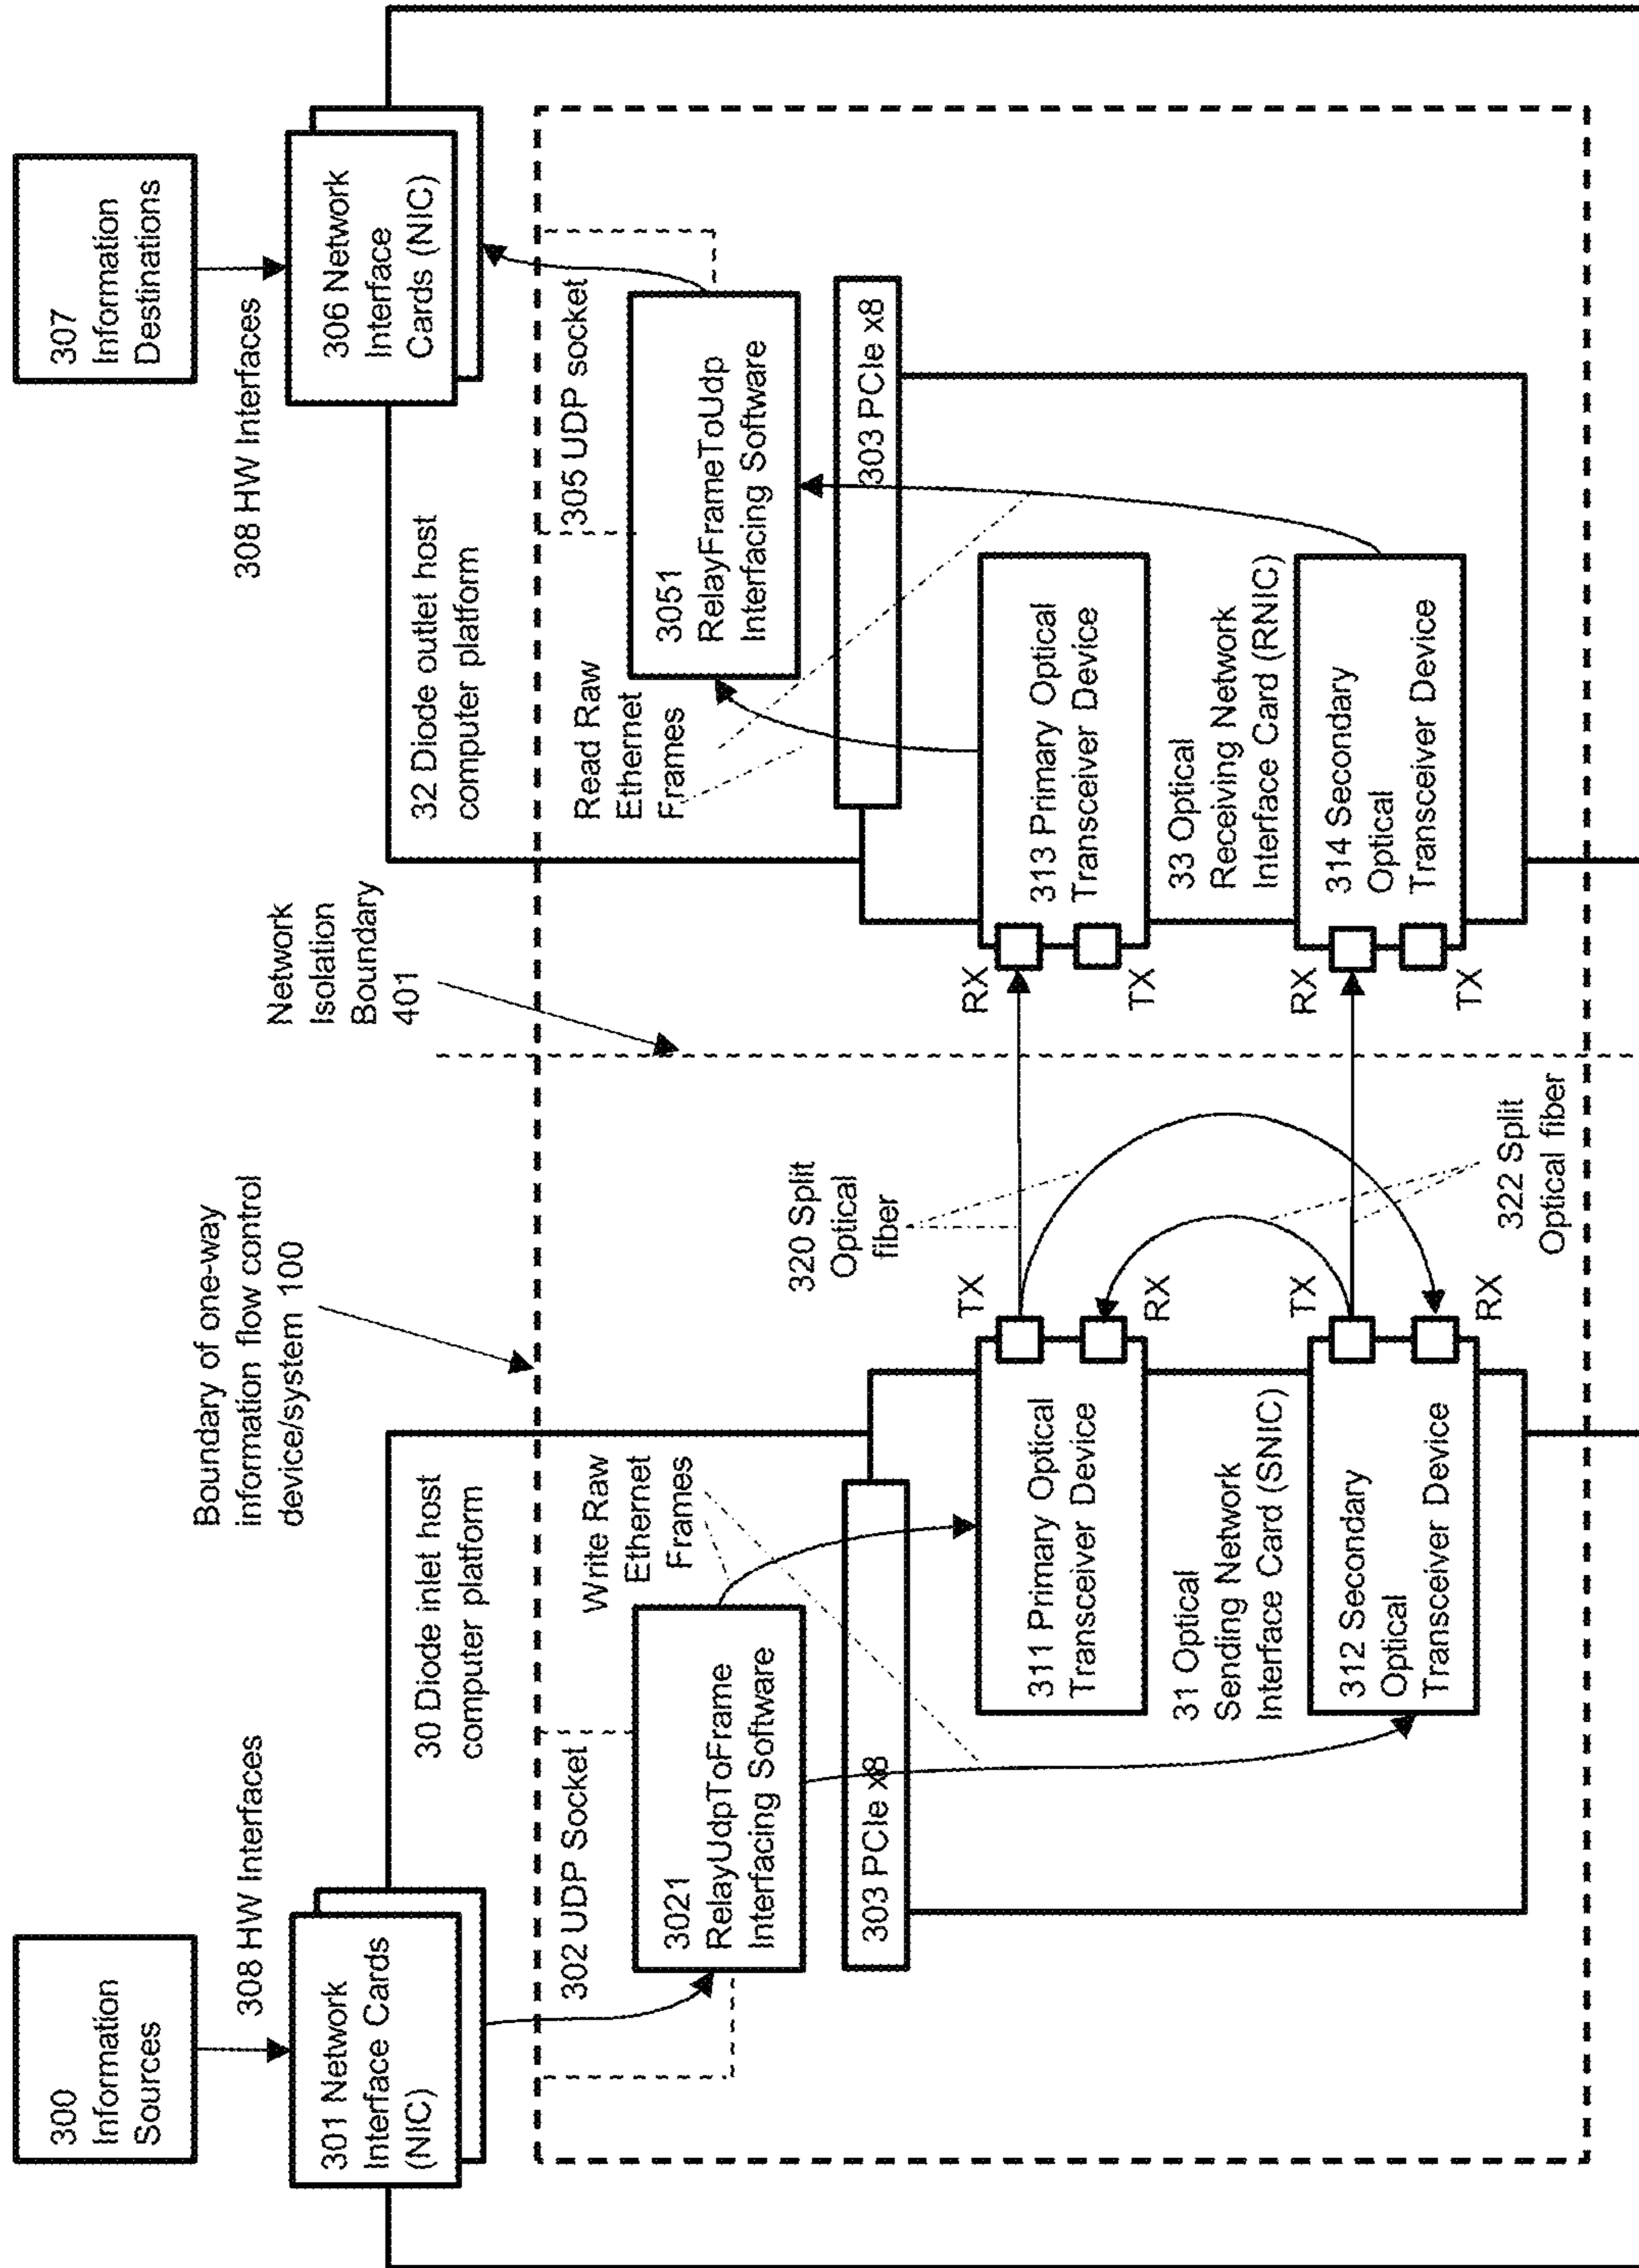 300
Information
Sources
308 HW Interfaces
301 Network
Interface Cards
(NIC)
30 Diode inlet host
computer platform
302 UDP Socket
3021
RelayUdpToFrame
Interfacing Software
Write Raw
Ethernet
Frames
303 PCIe x8
311 Primary Optical
Transceiver Device
31 Optical
Sending Network
Interface Card (SNIC)
312 Secondary
Optical
Transceiver Device
TX
RX
TX
RX
Boundary of one-way
information flow control
device/system 100
320 Split
Optical
fiber
322 Split
Optical fiber
Network
Isolation
Boundary
401
307
Information
Destinations
308 HW Interfaces
306 Network
Interface
Cards (NIC)
32 Diode outlet host
computer platform
305 UDP socket
3051
RelayFrameToUdp
Interfacing Software
Read Raw
Ethernet
Frames
303 PCIe x8
RX
TX
313 Primary Optical
Transceiver Device
33 Optical
Receiving Network
Interface Card (RNIC)
RX
TX
314 Secondary
Optical
Transceiver Device